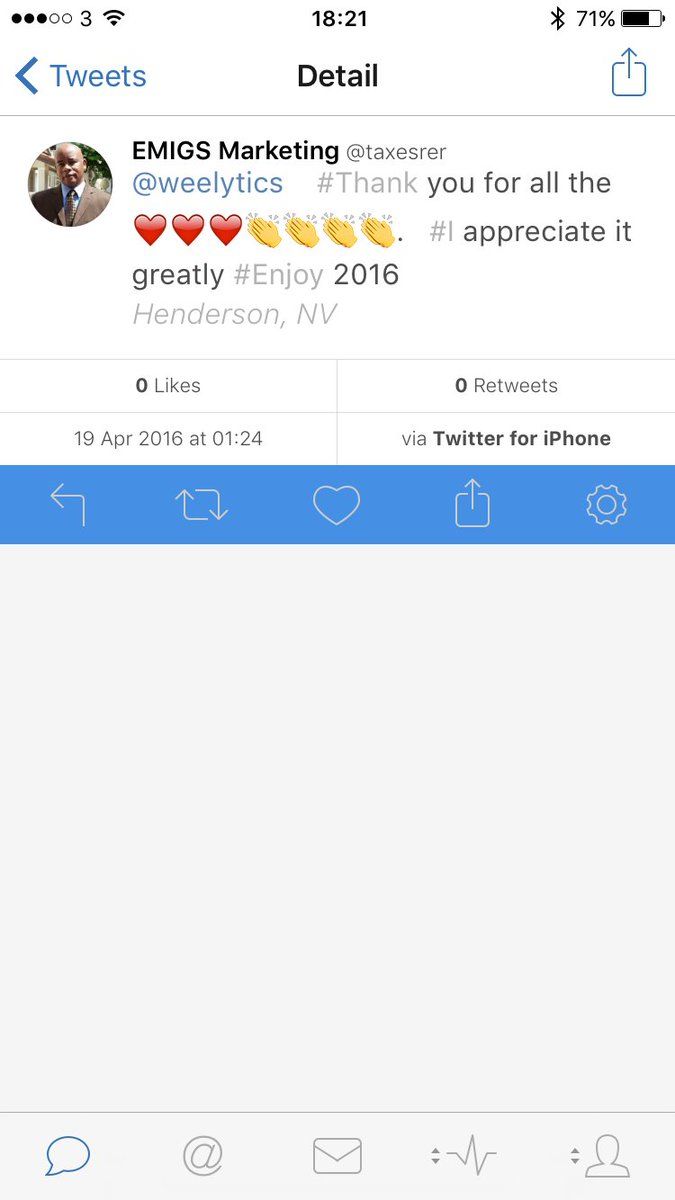 3 18:21 71%
Tweets Detail
EMIGS Marketing @taxesrer
@weelytics #Thank you for all the
❤️❤️❤️👏👏👏👏. #I appreciate it
greatly #Enjoy 2016
Henderson, NV
0 Likes 0 Retweets
19 Apr 2016 at 01:24 via Twitter for iPhone
@